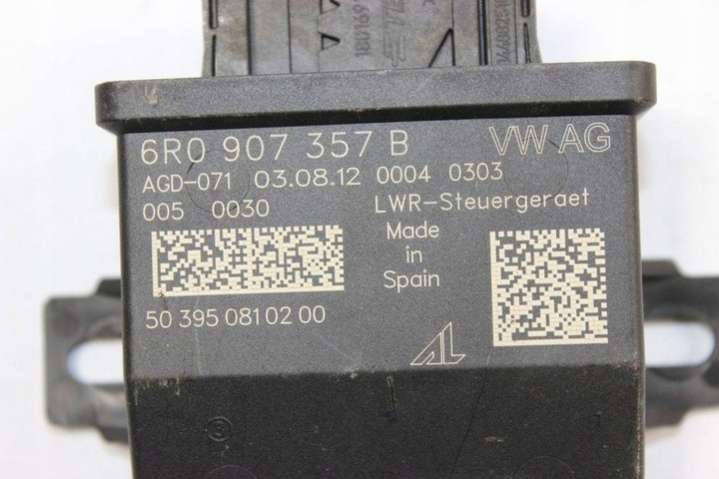 6R0 907 357 B VW AG
AGD-071 03.08.12 0004 0303
005 0030 LWR-Steuergeraet
Made
in
Spain
50 395 081 02 00
AL